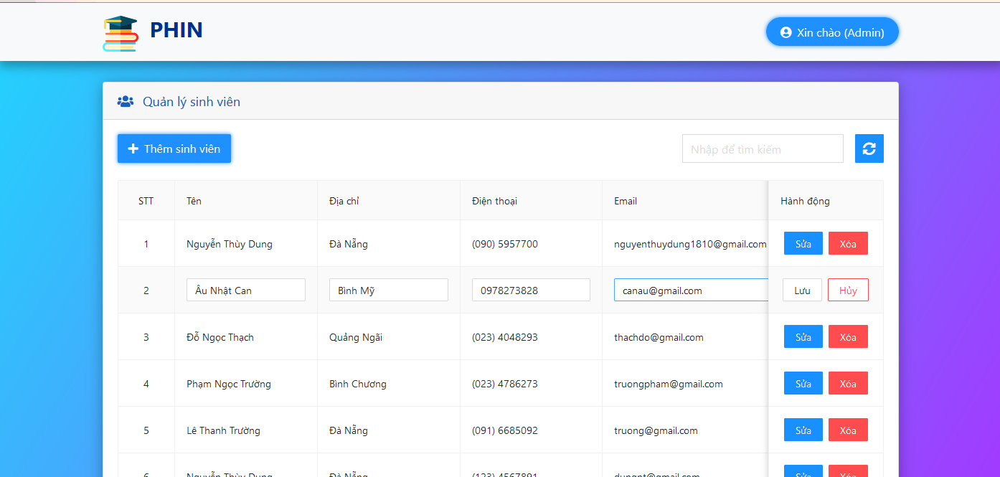 PHIN
Xin chào (Admin)
Quản lý sinh viên
Thêm sinh viên
Nhập để tìm kiếm
STT Tên Địa chỉ Điện thoại Email Hành động
1 Nguyễn Thùy Dung Đà Nẵng (090) 5957700 nguyenthuydung1810@gmail.com Sửa Xóa
2 Âu Nhật Can Bình Mỹ 0978273828 canau@gmail.com Lưu Hủy
3 Đỗ Ngọc Thạch Quảng Ngãi (023) 4048293 thachdo@gmail.com Sửa Xóa
4 Phạm Ngọc Trường Bình Chương (023) 4786273 truongpham@gmail.com Sửa Xóa
5 Lê Thanh Trường Đà Nẵng (091) 6685092 truong@gmail.com Sửa Xóa
6 Nguyễn Thùy Dung Đà Nẵng (123) 4567891 dungnt@gmail.com Sửa Xóa